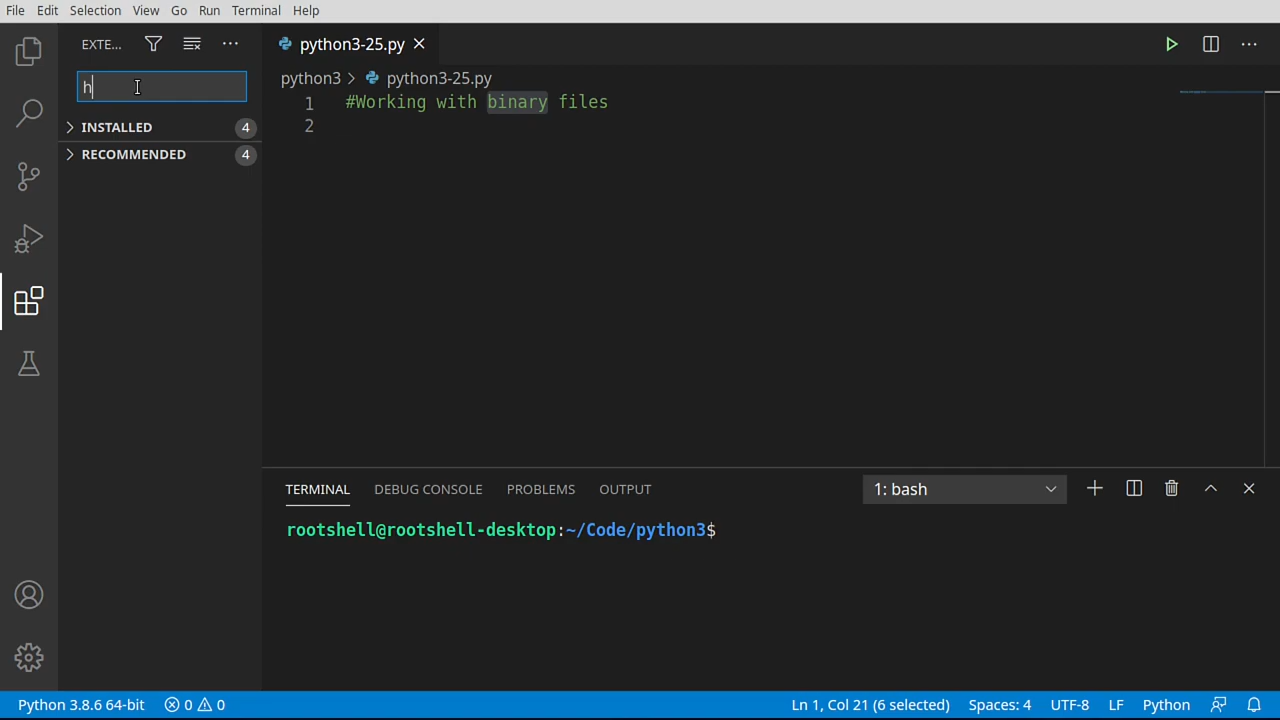 File Edit Selection View Go Run Terminal Help
EXTE... python3-25.py
python3 > python3-25.py
h
1 #Working with binary files
2
INSTALLED 4
RECOMMENDED 4
TERMINAL DEBUG CONSOLE PROBLEMS OUTPUT 1: bash
rootshell@rootshell-desktop:~/Code/python3$
Python 3.8.6 64-bit 0 0 Ln 1, Col 21 (6 selected) Spaces: 4 UTF-8 LF Python